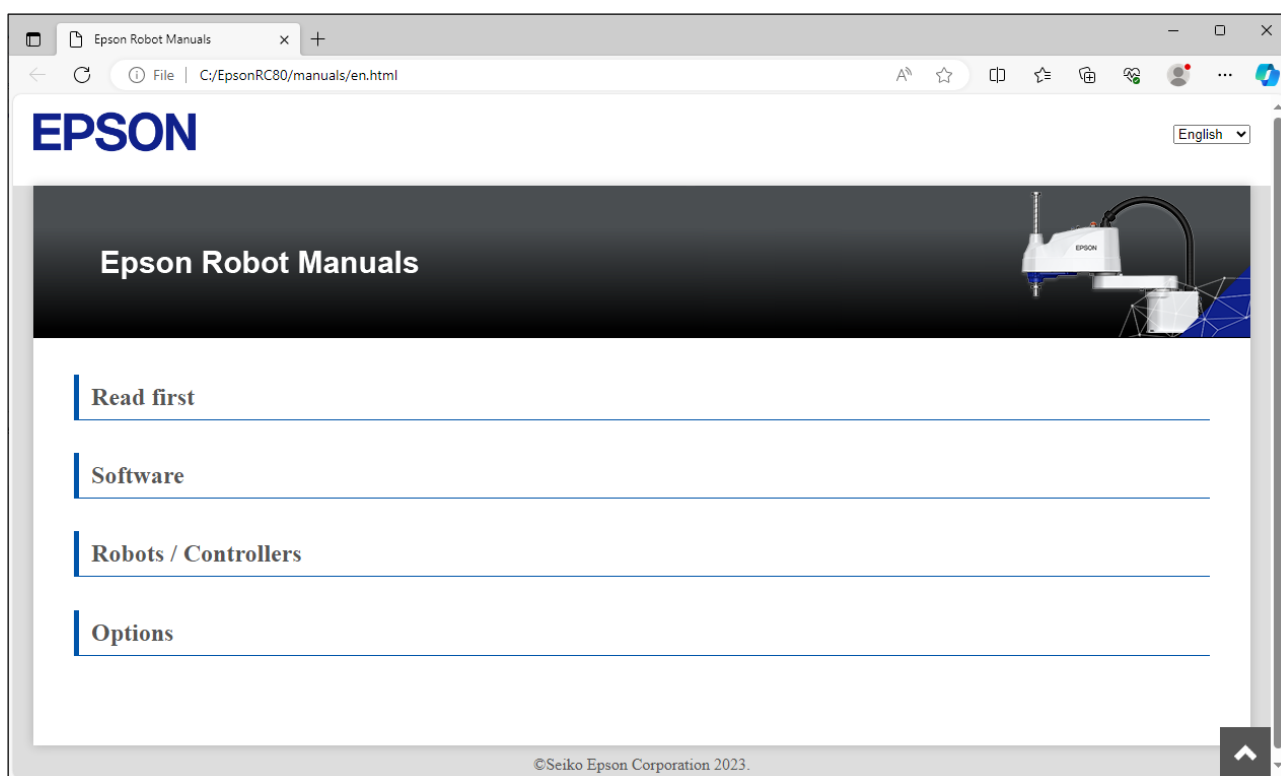 Epson Robot Manuals
File | C:/EpsonRC80/manuals/en.html
EPSON
English
Epson Robot Manuals
EPSON
Read first
Software
Robots / Controllers
Options
©Seiko Epson Corporation 2023.